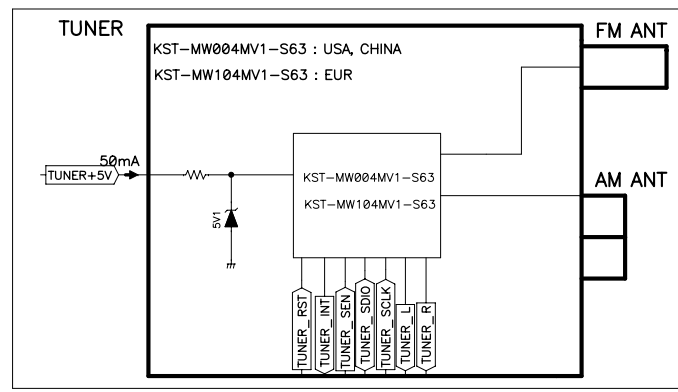 TUNER
FM ANT
KST-MW004MV1-S63 : USA, CHINA
KST-MW104MV1-S63 : EUR
50mA
TUNER+5V
KST-MW004MV1-S63
KST-MW104MV1-S63
AM ANT
5V1
TUNER_RST
TUNER_INT
TUNER_SEN
TUNER_SDIO
TUNER_SCLK
TUNER_L
TUNER_R